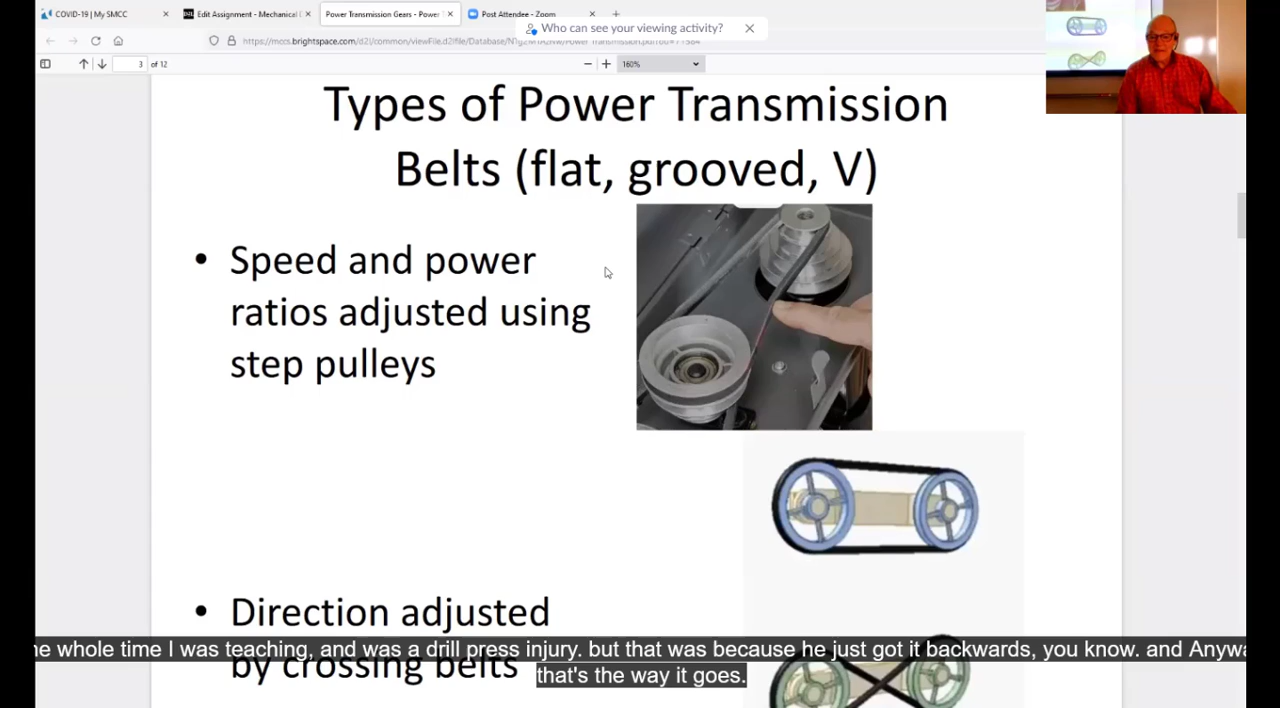 COVID-19 | My SMCC
Edit Assignment - Mechanical
Power Transmission Gears - Power
Post Attendee - Zoom
Who can see your viewing activity?
https://mccs.brightspace.com/d2l/common/viewFile.d2lfile/Database/
3 of 12
160%
Types of Power Transmission
Belts (flat, grooved, V)
• Speed and power
ratios adjusted using
step pulleys
• Direction adjusted
by crossing belts
whole time I was teaching, and was a drill press injury. but that was because he just got it backwards, you know. and
that's the way it goes.